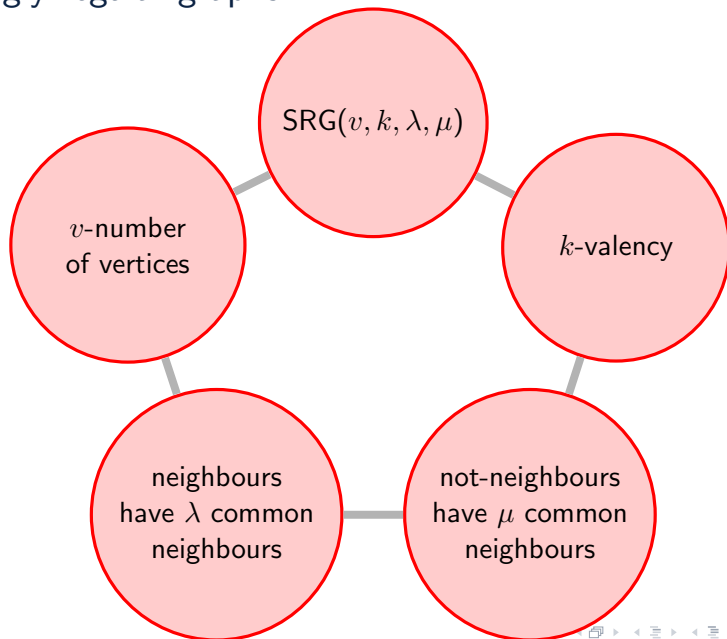 SRG(v, k, λ, μ)
v-number
of vertices
k-valency
neighbours
have λ common
neighbours
not-neighbours
have μ common
neighbours